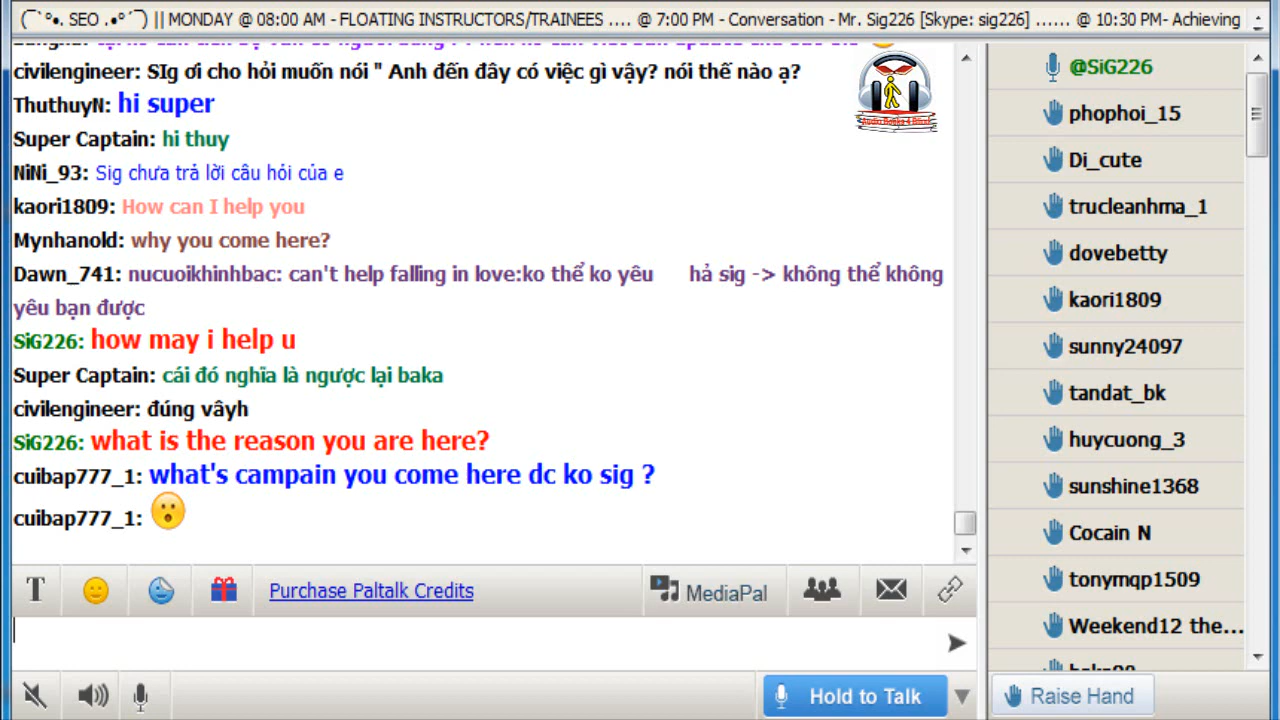 (¯`°•. SEO .•°´¯) || MONDAY @ 08:00 AM - FLOATING INSTRUCTORS/TRAINEES .... @ 7:00 PM - Conversation - Mr. Sig226 [Skype: sig226] ...... @ 10:30 PM- Achieving
civilengineer: SIg ơi cho hỏi muốn nói " Anh đến đây có việc gì vậy? nói thế nào ạ?
ThuthuyN: hi super
Super Captain: hi thuy
NiNi_93: Sig chưa trả lời câu hỏi của e
kaori1809: How can I help you
Mynhanold: why you come here?
Dawn_741: nucuoikhinhbac: can't help falling in love:ko thể ko yêu hả sig -> không thể không
yêu bạn được
SiG226: how may i help u
Super Captain: cái đó nghĩa là ngược lại baka
civilengineer: đúng vâyh
SiG226: what is the reason you are here?
cuibap777_1: what's campain you come here dc ko sig ?
cuibap777_1:
Audio Books 4 Blind
Purchase Paltalk Credits
MediaPal
Hold to Talk
@SiG226
phophoi_15
Di_cute
trucleanhma_1
dovebetty
kaori1809
sunny24097
tandat_bk
huycuong_3
sunshine1368
Cocain N
tonymqp1509
Weekend12 the...
Raise Hand